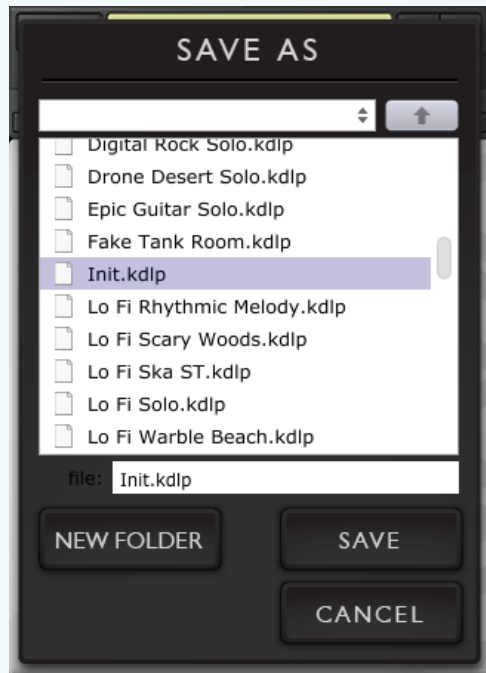 SAVE AS
Digital Rock Solo.kdlp
Drone Desert Solo.kdlp
Epic Guitar Solo.kdlp
Fake Tank Room.kdlp
Init.kdlp
Lo Fi Rhythmic Melody.kdlp
Lo Fi Scary Woods.kdlp
Lo Fi Ska ST.kdlp
Lo Fi Solo.kdlp
Lo Fi Warble Beach.kdlp
file: Init.kdlp
NEW FOLDER SAVE
CANCEL